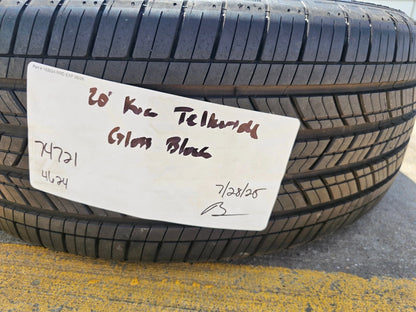 20" Kia Telluride
Gloss Black
74721
4624
7/28/25